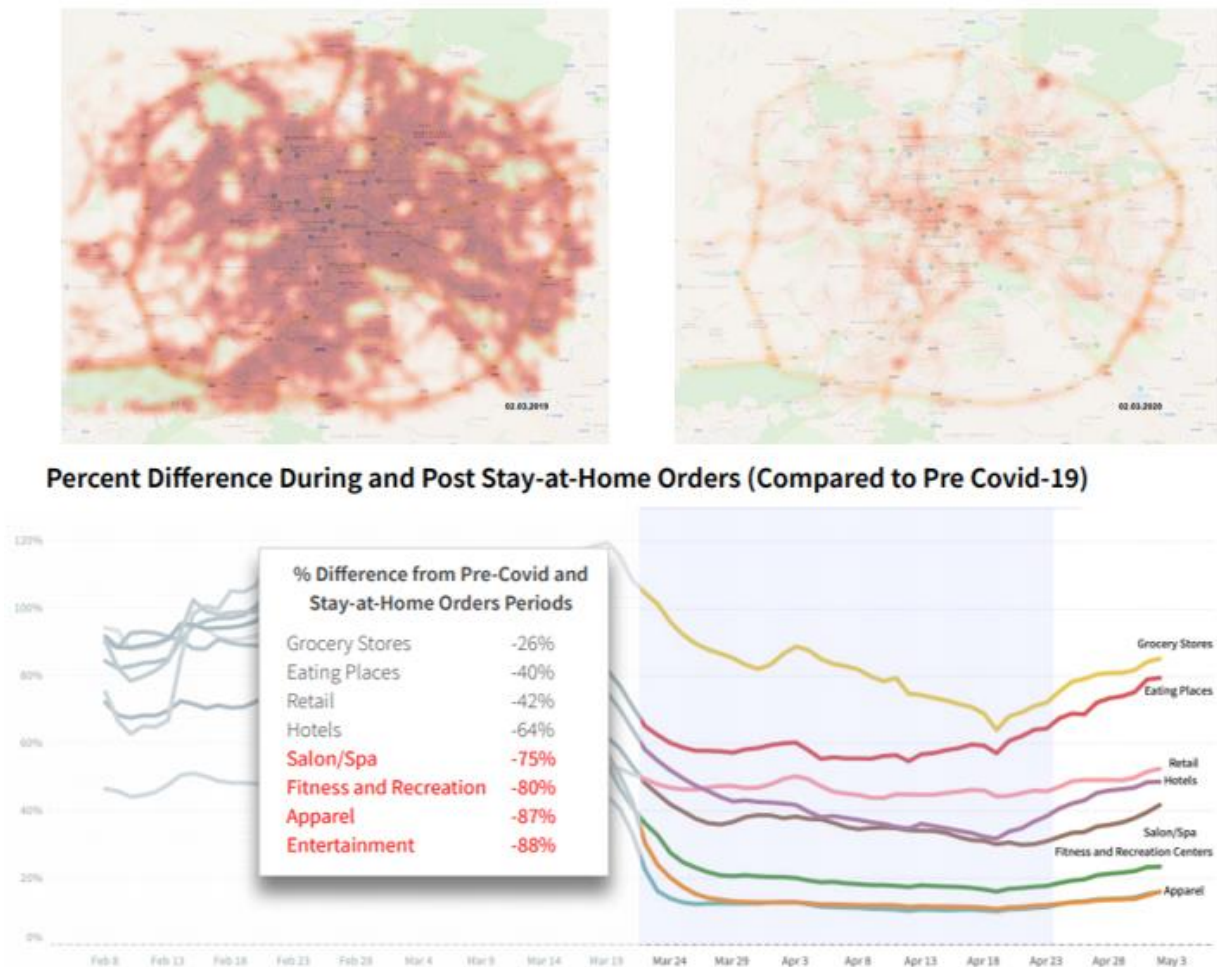 02.03.2019
02.03.2020
Percent Difference During and Post Stay-at-Home Orders (Compared to Pre Covid-19)
120%
100%
80%
60%
40%
20%
0%
% Difference from Pre-Covid and
Stay-at-Home Orders Periods
Grocery Stores -26%
Eating Places -40%
Retail -42%
Hotels -64%
Salon/Spa -75%
Fitness and Recreation -80%
Apparel -87%
Entertainment -88%
Grocery Stores
Eating Places
Retail
Hotels
Salon/Spa
Fitness and Recreation Centers
Apparel
Feb 8 Feb 13 Feb 18 Feb 23 Feb 28 Mar 4 Mar 9 Mar 14 Mar 19 Mar 24 Mar 29 Apr 3 Apr 8 Apr 13 Apr 18 Apr 23 Apr 28 May 3